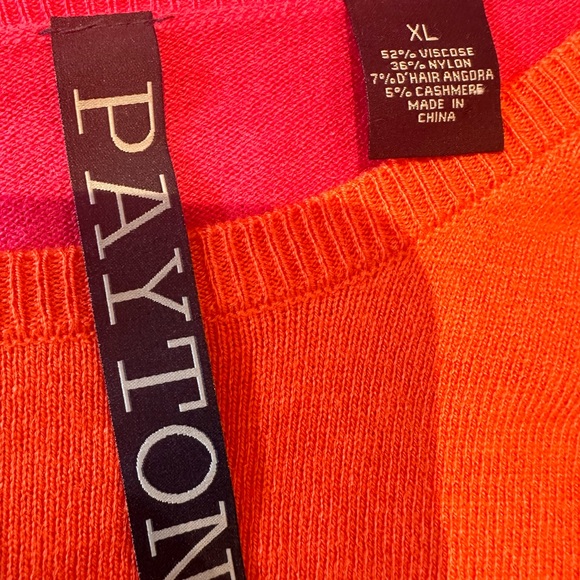 PAYTON
XL
52% VISCOSE
36% NYLON
7% D'HAIR ANGORA
5% CASHMERE
MADE IN
CHINA